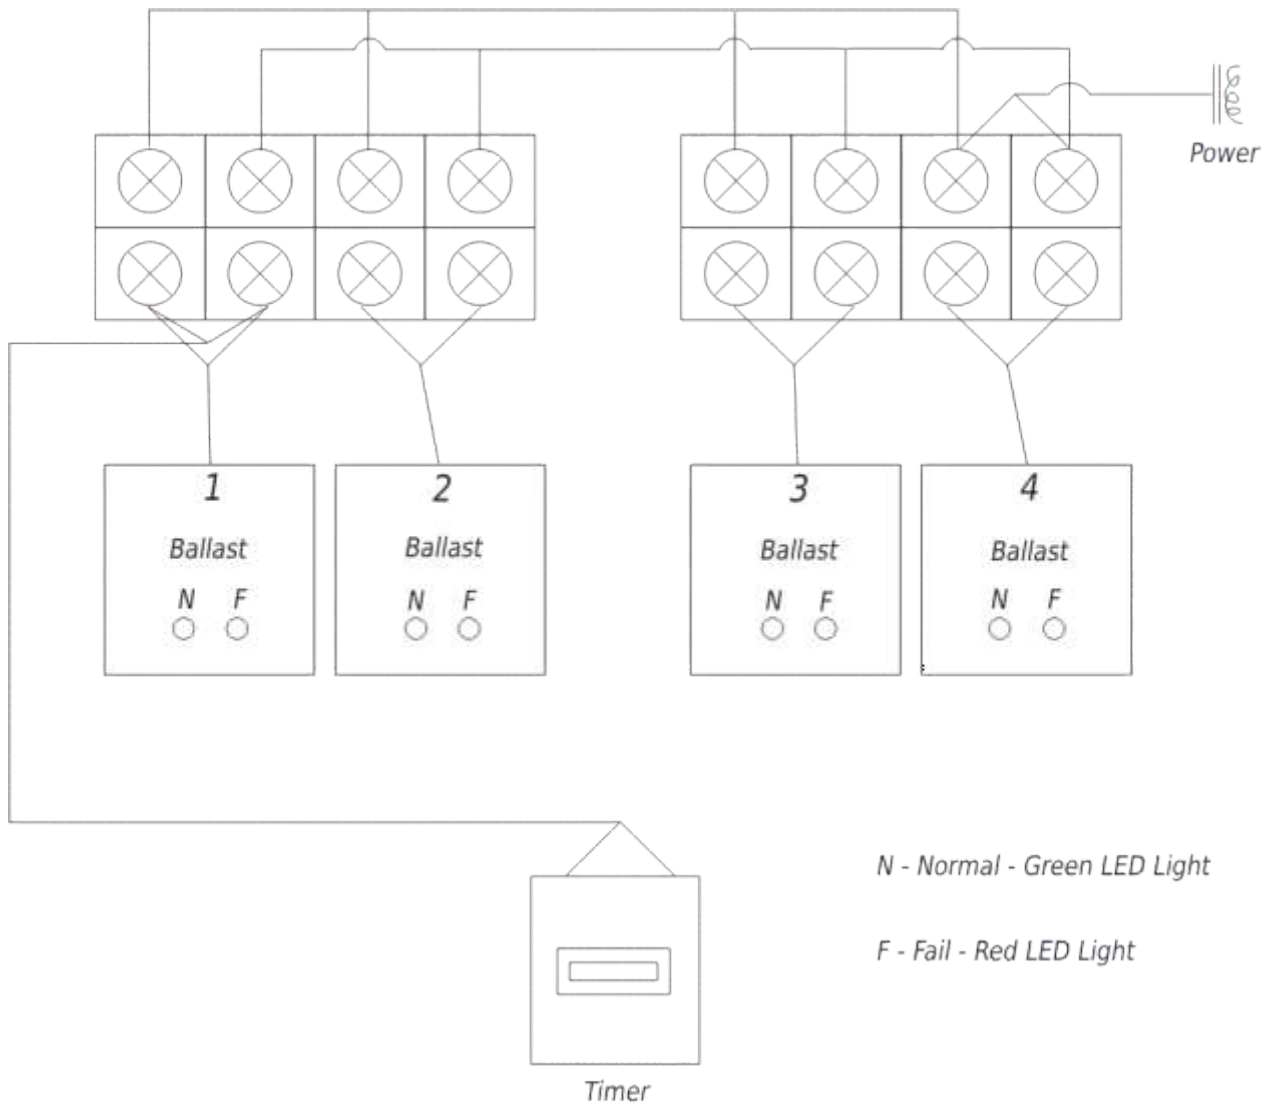 Power
1
Ballast
N F
2
Ballast
N F
3
Ballast
N F
4
Ballast
N F
N - Normal - Green LED Light
F - Fail - Red LED Light
Timer